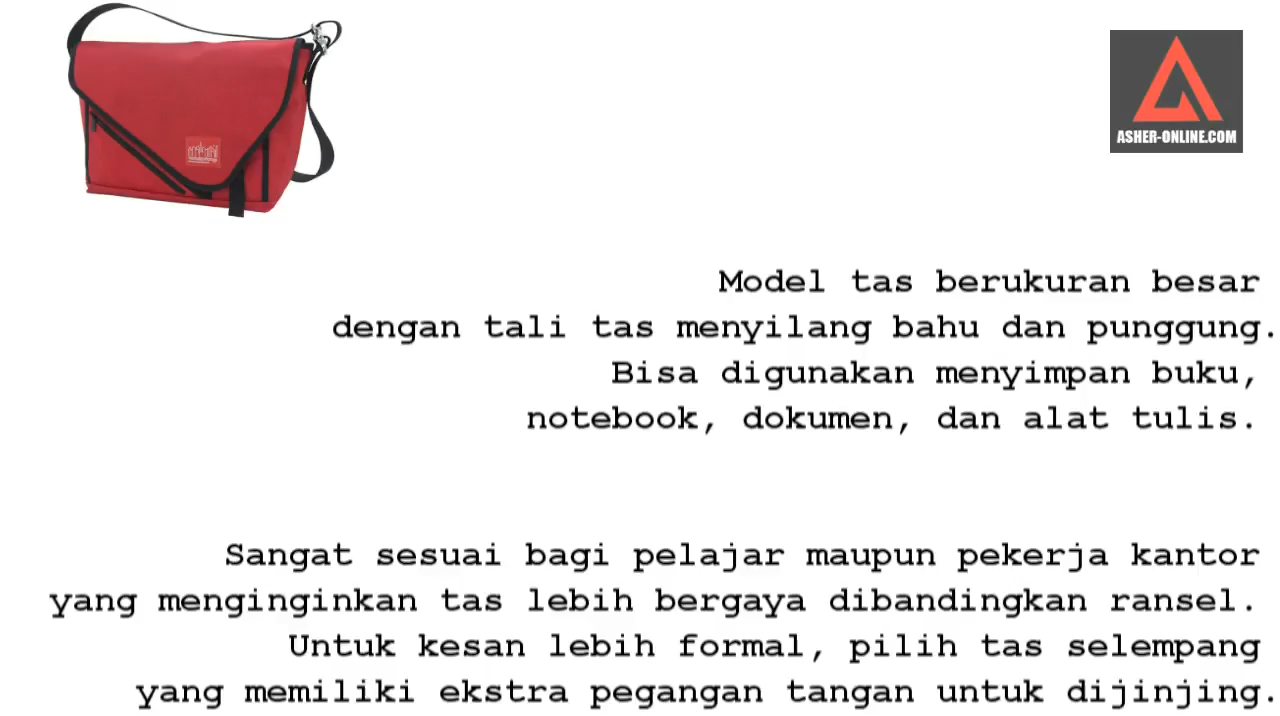 ASHER-ONLINE.COM
Model tas berukuran besar
dengan tali tas menyilang bahu dan punggung.
Bisa digunakan menyimpan buku,
notebook, dokumen, dan alat tulis.
Sangat sesuai bagi pelajar maupun pekerja kantor
yang menginginkan tas lebih bergaya dibandingkan ransel.
Untuk kesan lebih formal, pilih tas selempang
yang memiliki ekstra pegangan tangan untuk dijinjing.